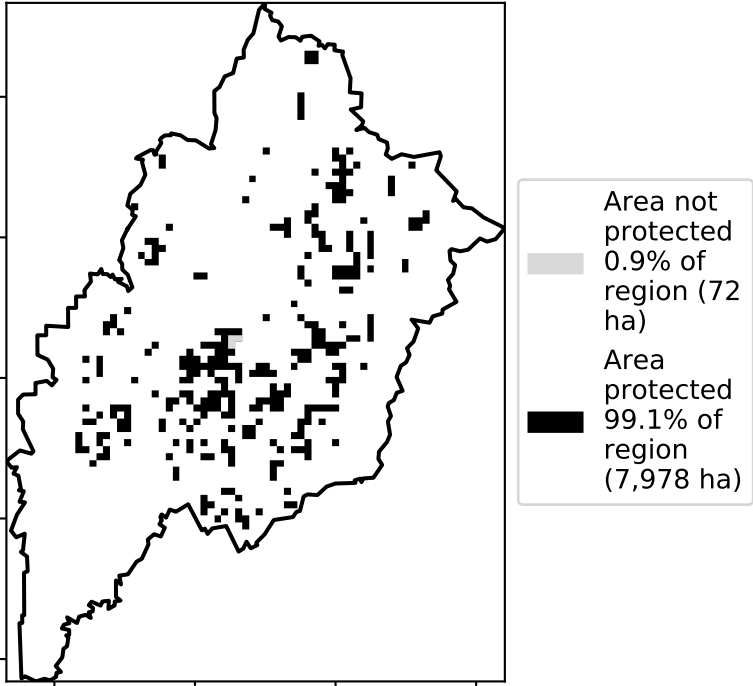 Area not
protected
0.9% of
region (72
ha)
Area
protected
99.1% of
region
(7,978 ha)